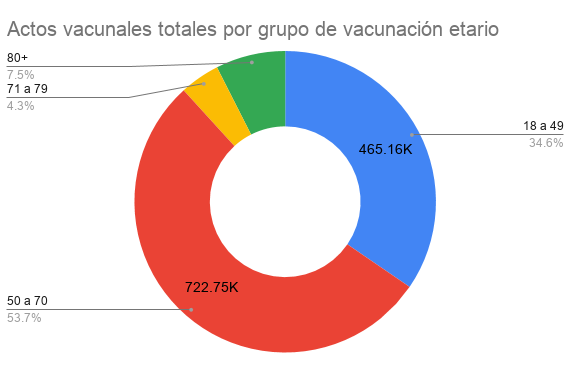 Actos vacunales totales por grupo de vacunación etario
80+
7.5%
71 a 79
4.3%
18 a 49
34.6%
465.16K
722.75K
50 a 70
53.7%